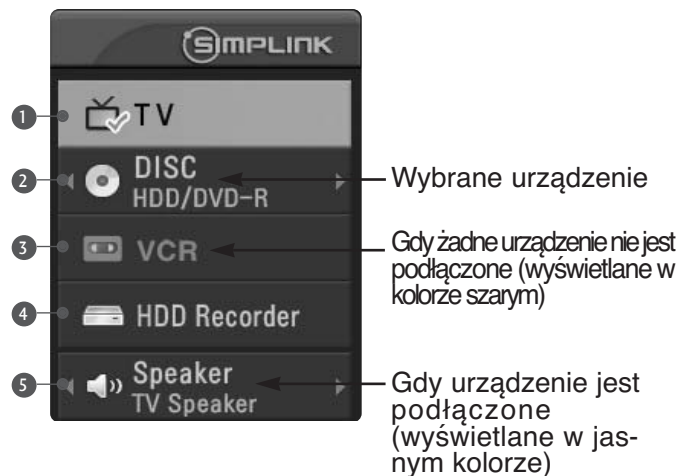 SIMPLINK
1 TV
2 DISC
HDD/DVD-R
Wybrane urządzenie
3 VCR
Gdy żadne urządzenie nie jest
podłączone (wyświetlane w
kolorze szarym)
4 HDD Recorder
5 Speaker
TV Speaker
Gdy urządzenie jest
podłączone
(wyświetlane w jas-
nym kolorze)